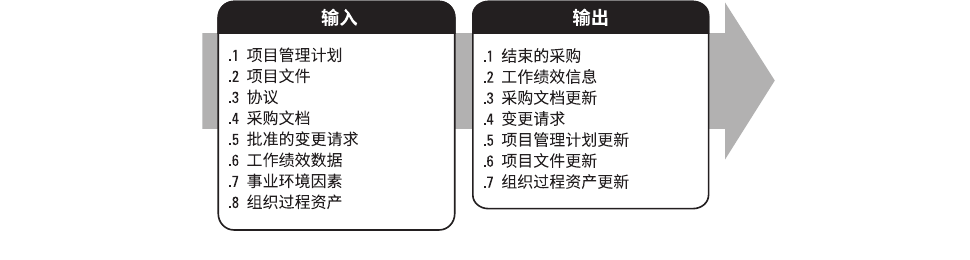 输入
.1 项目管理计划
.2 项目文件
.3 协议
.4 采购文档
.5 批准的变更请求
.6 工作绩效数据
.7 事业环境因素
.8 组织过程资产
输出
.1 结束的采购
.2 工作绩效信息
.3 采购文档更新
.4 变更请求
.5 项目管理计划更新
.6 项目文件更新
.7 组织过程资产更新